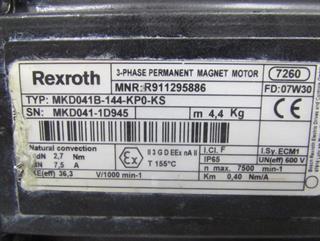 Rexroth
3-PHASE PERMANENT MAGNET MOTOR
7260
MNR:R911295886
FD:07W30
TYP: MKD041B-144-KP0-KS
SN: MKD041-1D945
m 4,4 Kg
Natural convection
dN 2,7 Nm
IN 7,5 A
KE(eff) 36,3 V/1000 min-1
Ex II 3 G D EEx nA II
T 155°C
I.Cl. F
I.Sy. ECM1
IP65
UN(eff) 600 V
n max 7500 min-1
Km 0,40 Nm/A